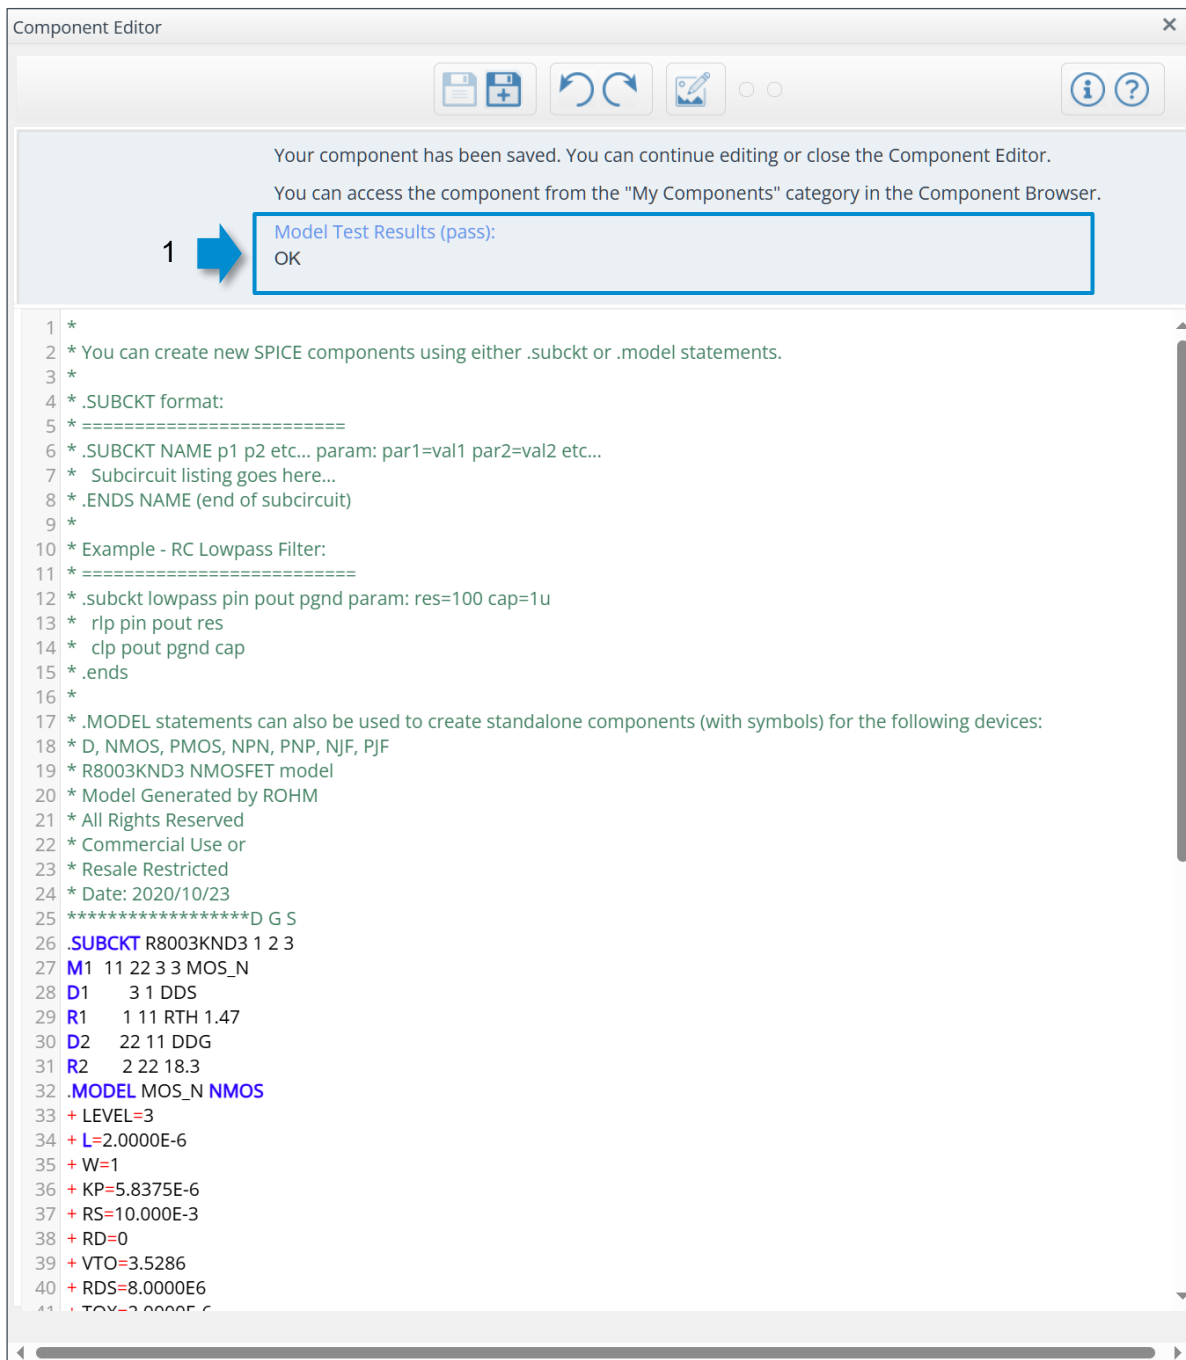 Component Editor
Your component has been saved. You can continue editing or close the Component Editor.
You can access the component from the "My Components" category in the Component Browser.
Model Test Results (pass):
1
OK
1 *
2 * You can create new SPICE components using either .subckt or .model statements.
3 *
4 * .SUBCKT format:
5 * =========================
6 * .SUBCKT NAME p1 p2 etc... param: par1=val1 par2=val2 etc...
7 *   Subcircuit listing goes here...
8 * .ENDS NAME (end of subcircuit)
9 *
10 * Example - RC Lowpass Filter:
11 * ==========================
12 * .subckt lowpass pin pout pgnd param: res=100 cap=1u
13 *   rlp pin pout res
14 *   clp pout pgnd cap
15 * .ends
16 *
17 * .MODEL statements can also be used to create standalone components (with symbols) for the following devices:
18 * D, NMOS, PMOS, NPN, PNP, NJF, PJF
19 * R8003KND3 NMOSFET model
20 * Model Generated by ROHM
21 * All Rights Reserved
22 * Commercial Use or
23 * Resale Restricted
24 * Date: 2020/10/23
25 ******************D G S
26 .SUBCKT R8003KND3 1 2 3
27 M1 11 22 3 3 MOS_N
28 D1 3 1 DDS
29 R1 1 11 RTH 1.47
30 D2 22 11 DDG
31 R2 2 22 18.3
32 .MODEL MOS_N NMOS
33 + LEVEL=3
34 + L=2.0000E-6
35 + W=1
36 + KP=5.8375E-6
37 + RS=10.000E-3
38 + RD=0
39 + VTO=3.5286
40 + RDS=8.0000E6